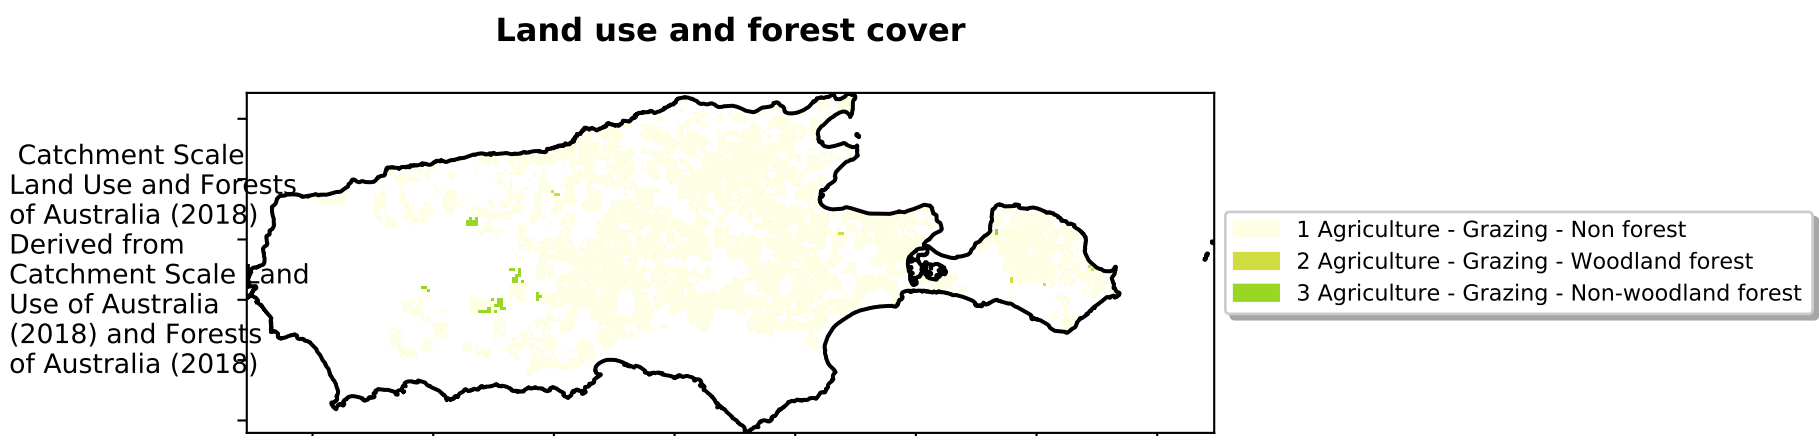 Land use and forest cover
Catchment Scale
Land Use and Forests
of Australia (2018)
Derived from
Catchment Scale Land
Use of Australia
(2018) and Forests
of Australia (2018)
1 Agriculture - Grazing - Non forest
2 Agriculture - Grazing - Woodland forest
3 Agriculture - Grazing - Non-woodland forest